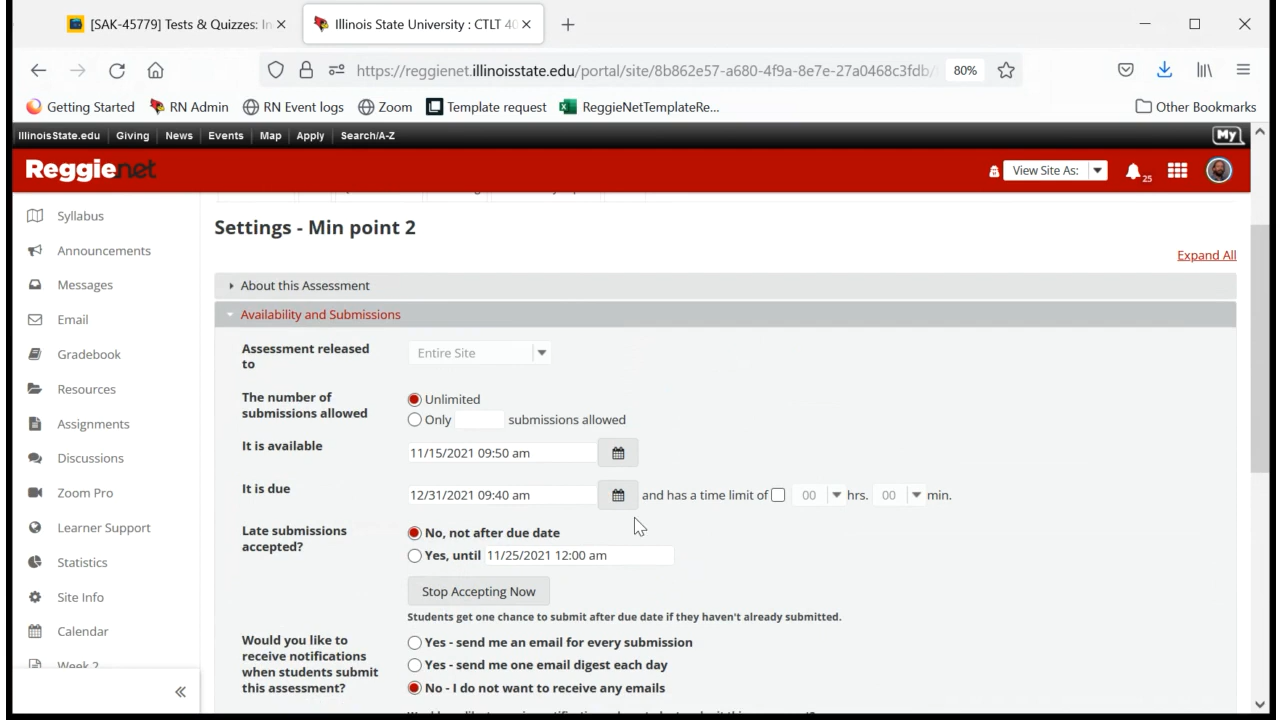 [SAK-45779] Tests & Quizzes: In
Illinois State University : CTLT 40
https://reggienet.illinoisstate.edu/portal/site/8b862e57-a680-4f9a-8e7e-27a0468c3fdb/
80%
Getting Started
RN Admin
RN Event logs
Zoom
Template request
ReggieNetTemplateRe...
Other Bookmarks
IllinoisState.edu
Giving
News
Events
Map
Apply
Search/A-Z
My
Reggienet
View Site As:
25
Syllabus
Announcements
Messages
Email
Gradebook
Resources
Assignments
Discussions
Zoom Pro
Learner Support
Statistics
Site Info
Calendar
Week 2
Settings - Min point 2
Expand All
About this Assessment
Availability and Submissions
Assessment released
to
Entire Site
The number of
submissions allowed
Unlimited
Only submissions allowed
It is available
11/15/2021 09:50 am
It is due
12/31/2021 09:40 am
and has a time limit of 00 hrs. 00 min.
Late submissions
accepted?
No, not after due date
Yes, until 11/25/2021 12:00 am
Stop Accepting Now
Students get one chance to submit after due date if they haven't already submitted.
Would you like to
receive notifications
when students submit
this assessment?
Yes - send me an email for every submission
Yes - send me one email digest each day
No - I do not want to receive any emails